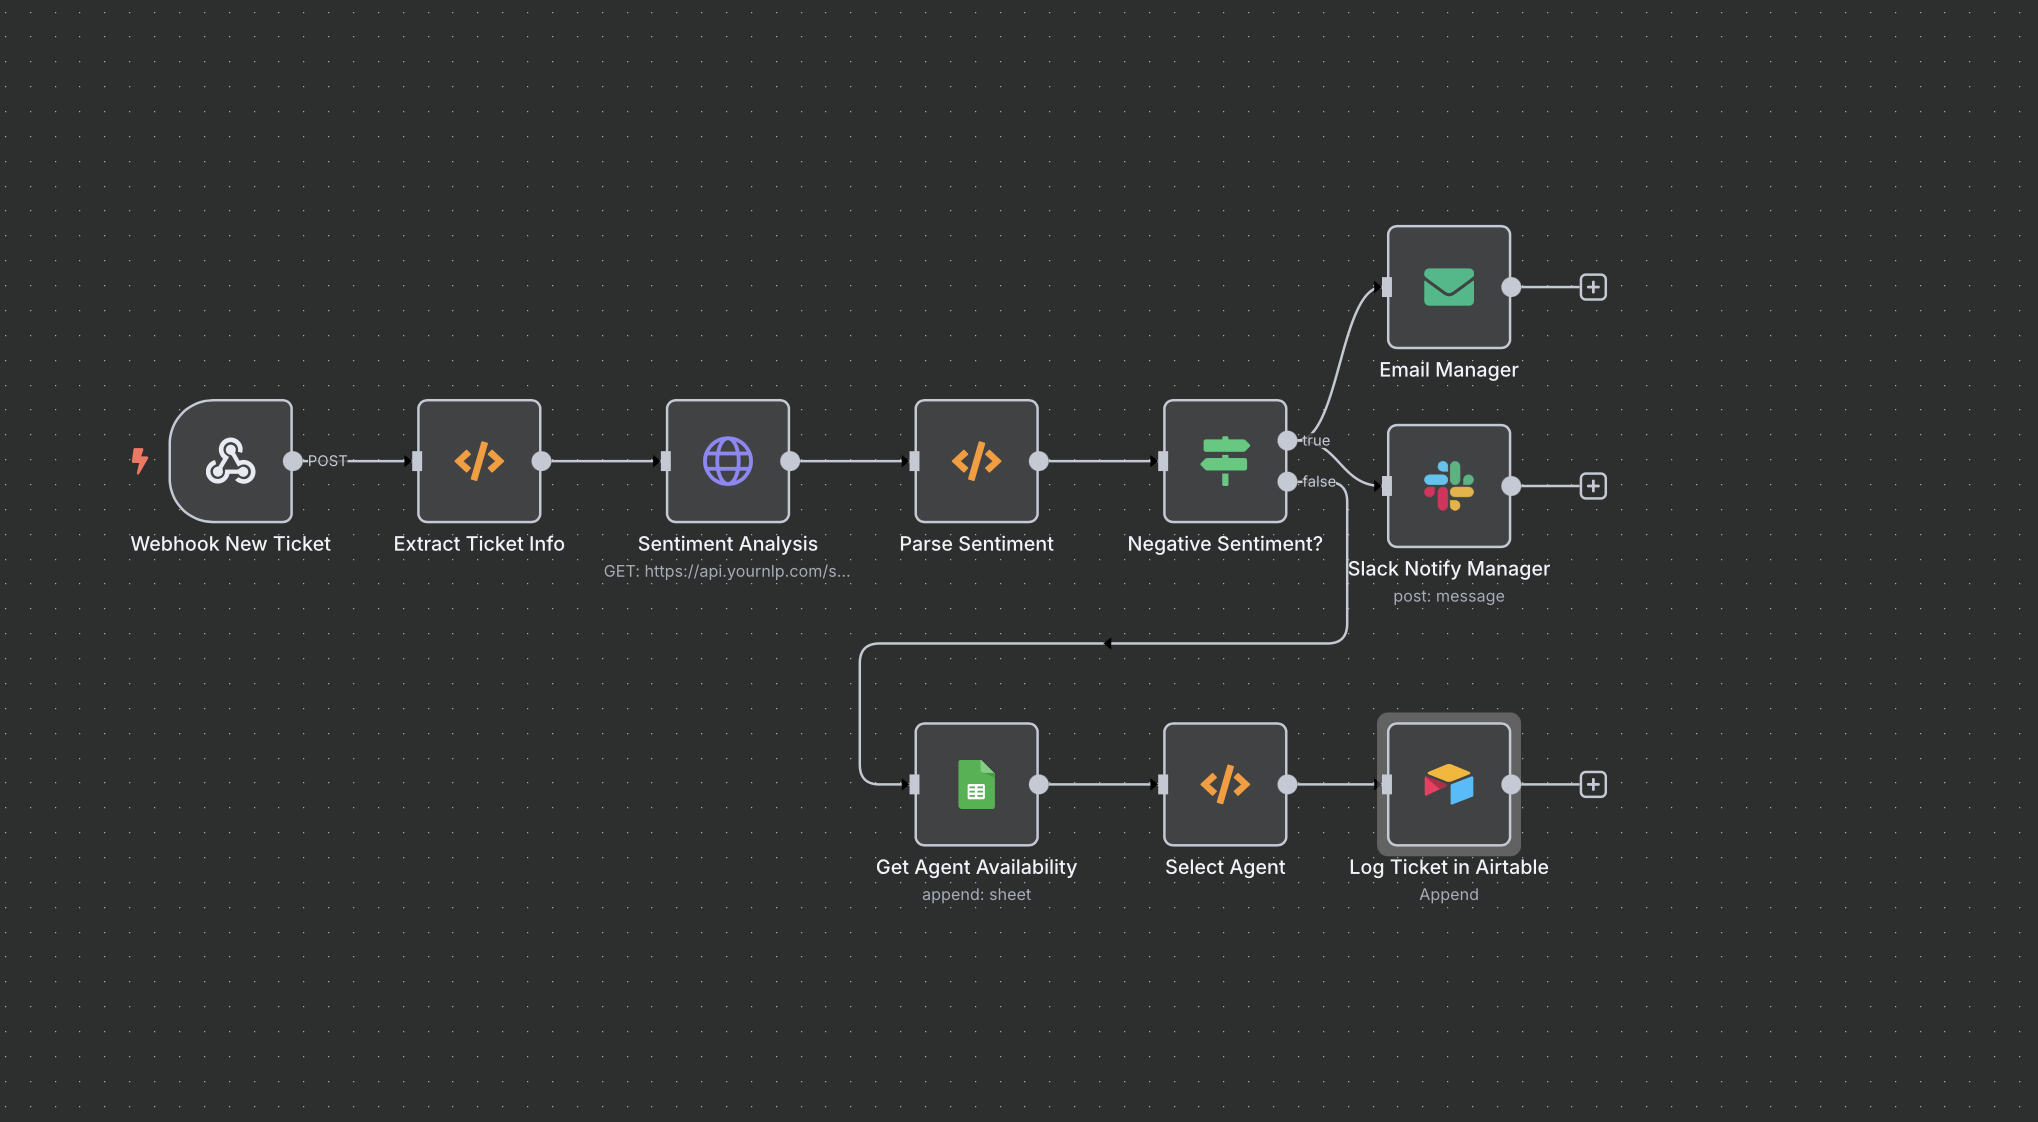 POST
Webhook New Ticket
Extract Ticket Info
Sentiment Analysis
GET: https://api.yournlp.com/s...
Parse Sentiment
true
false
Negative Sentiment?
Email Manager
Slack Notify Manager
post: message
Get Agent Availability
append: sheet
Select Agent
Log Ticket in Airtable
Append